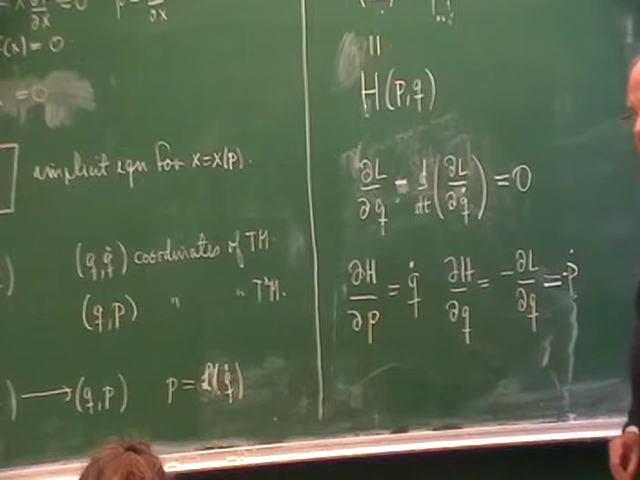 (x) = 0
= 0
implicit eqn for x = x(p).
(q, q̇) coordinates of TM.
(q, p) " " T*M.
⟶ (q, p) p = ℓ(q̇)
||
H(p, q)
∂L/∂q - d/dt (∂L/∂q̇) = 0
∂H/∂p = q̇ ∂H/∂q = -∂L/∂q = -ṗ